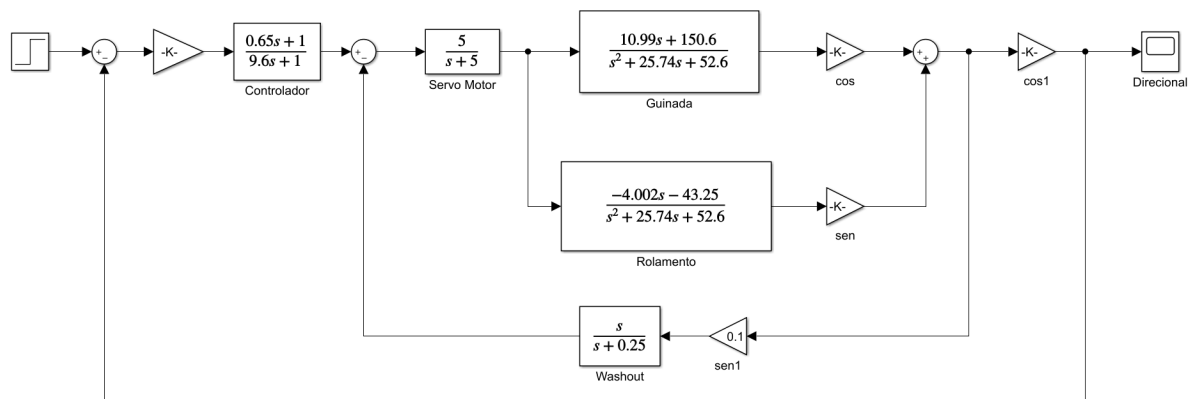 +
−
-K-
0.65s + 1
9.6s + 1
Controlador
+
−
5
s + 5
Servo Motor
10.99s + 150.6
s² + 25.74s + 52.6
Guinada
-K-
cos
+
+
-K-
cos1
Direcional
−4.002s − 43.25
s² + 25.74s + 52.6
Rolamento
-K-
sen
s
s + 0.25
Washout
0.1
sen1